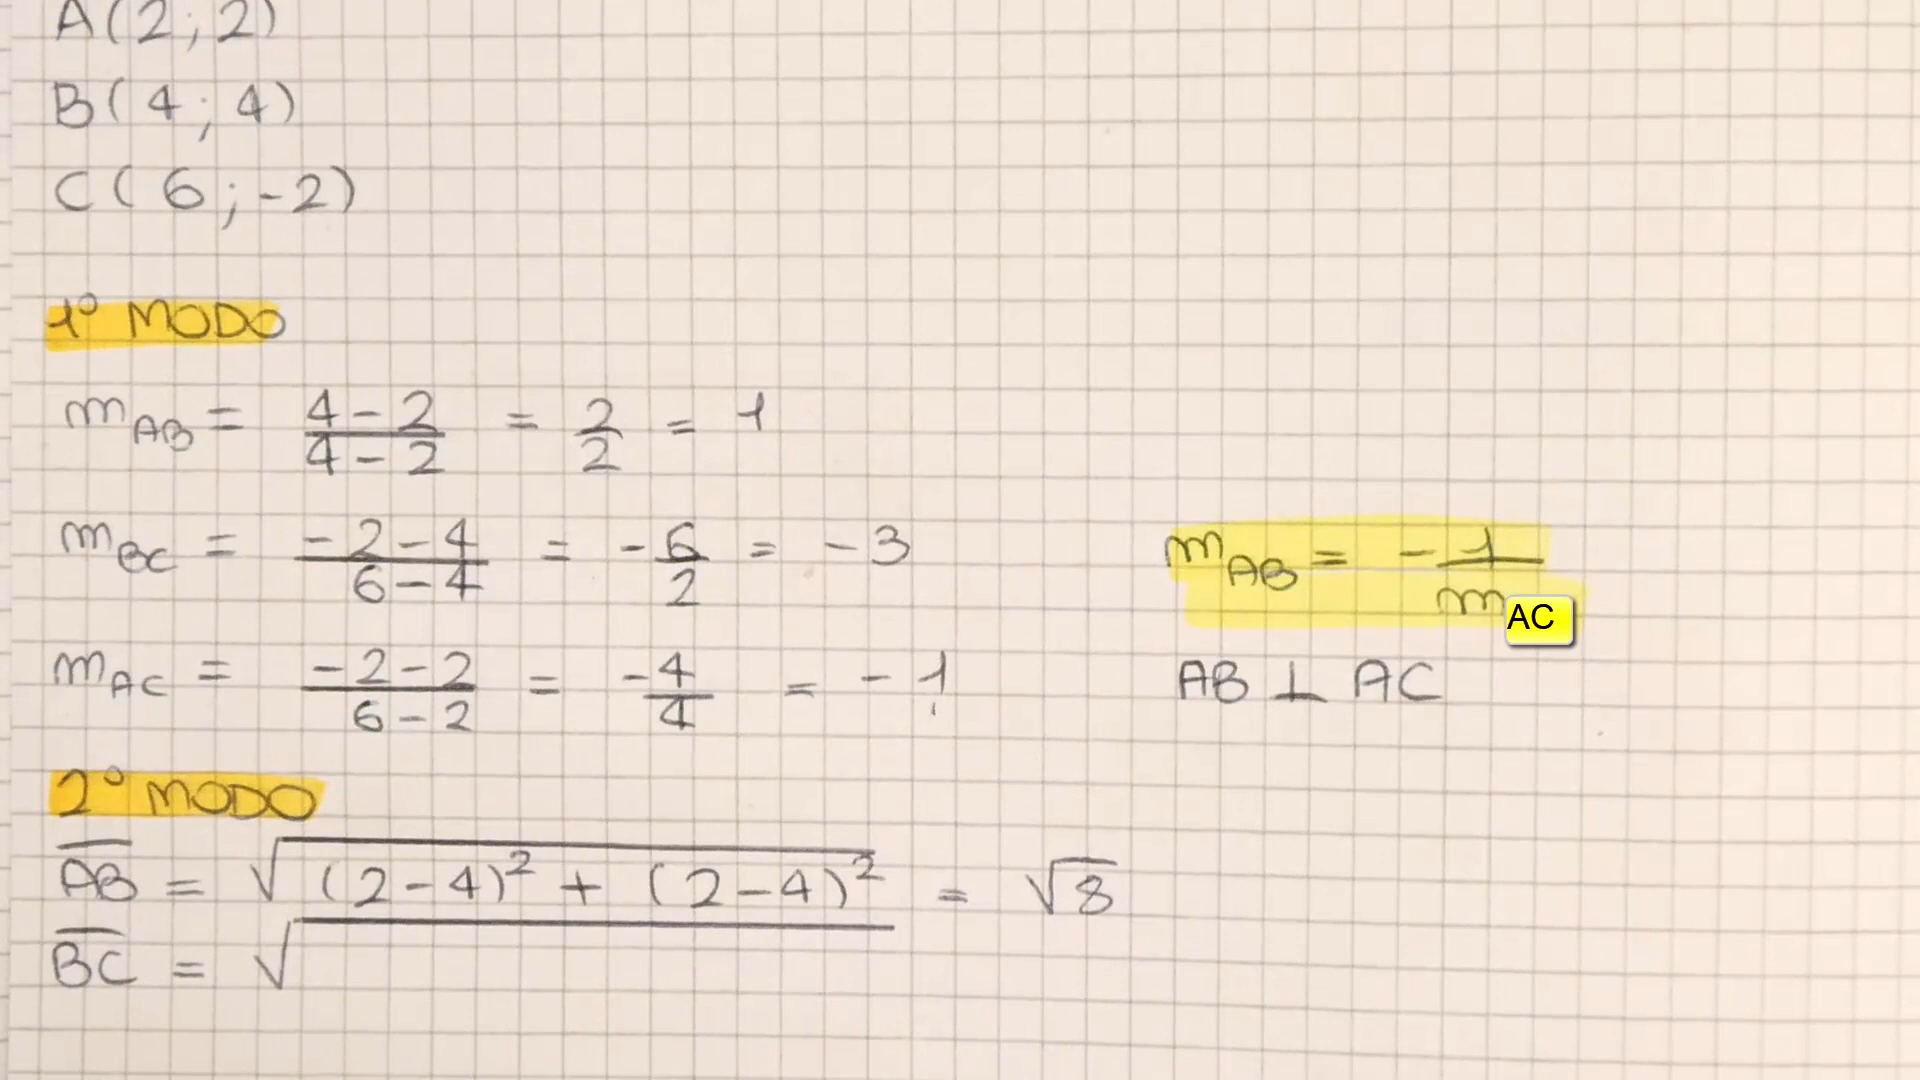 A(2;2)
B(4;4)
C(6;-2)
1° MODO
m_AB = (4-2)/(4-2) = 2/2 = 1
m_BC = (-2-4)/(6-4) = -6/2 = -3
m_AB = -1/m_AC
m_AC = (-2-2)/(6-2) = -4/4 = -1
AB ⊥ AC
2° MODO
A̅B̅ = √((2-4)² + (2-4)²) = √8
B̅C̅ = √